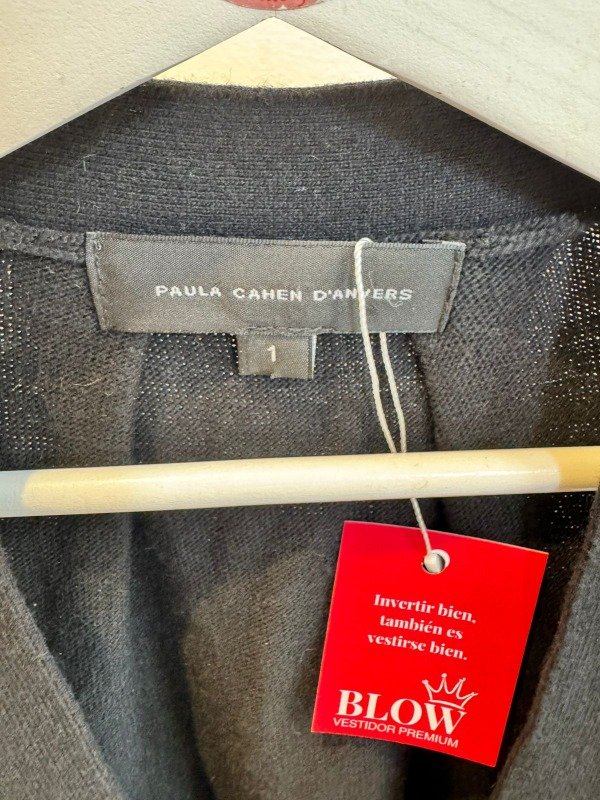 PAULA CAHEN D'ANVERS
1
Invertir bien,
también es
vestirse bien.
BLOW
VESTIDOR PREMIUM